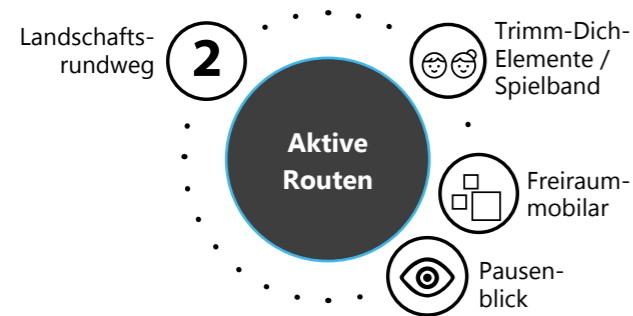 Landschafts-
rundweg
2
Trimm-Dich-
Elemente /
Spielband
Aktive
Routen
Freiraum-
mobilar
Pausen-
blick